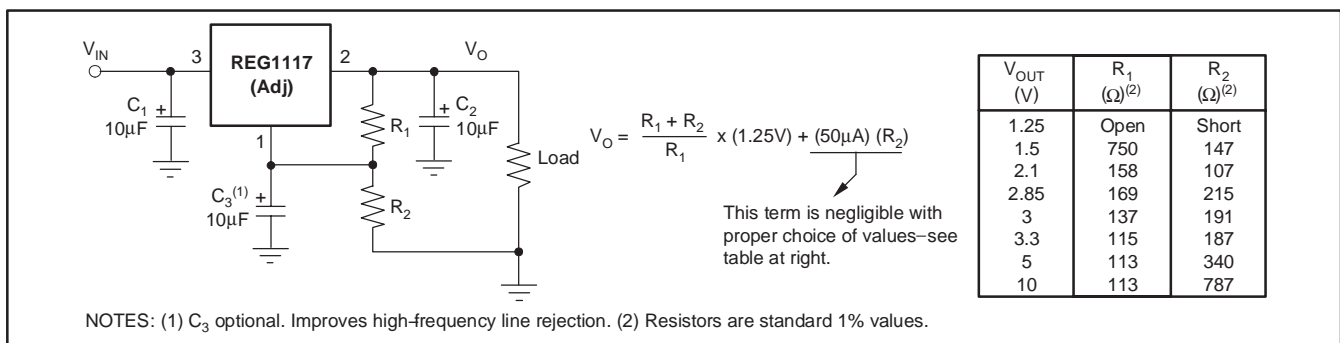 V_IN
3
REG1117
(Adj)
2
V_O
1
C_1 +
10μF
C_3^(1) +
10μF
R_1
R_2
+ C_2
10μF
Load
V_O = (R_1 + R_2) / R_1 x (1.25V) + (50μA) (R_2)
This term is negligible with
proper choice of values−see
table at right.
V_OUT (V) R_1 (Ω)^(2) R_2 (Ω)^(2)
1.25 Open Short
1.5 750 147
2.1 158 107
2.85 169 215
3 137 191
3.3 115 187
5 113 340
10 113 787
NOTES: (1) C_3 optional. Improves high−frequency line rejection. (2) Resistors are standard 1% values.